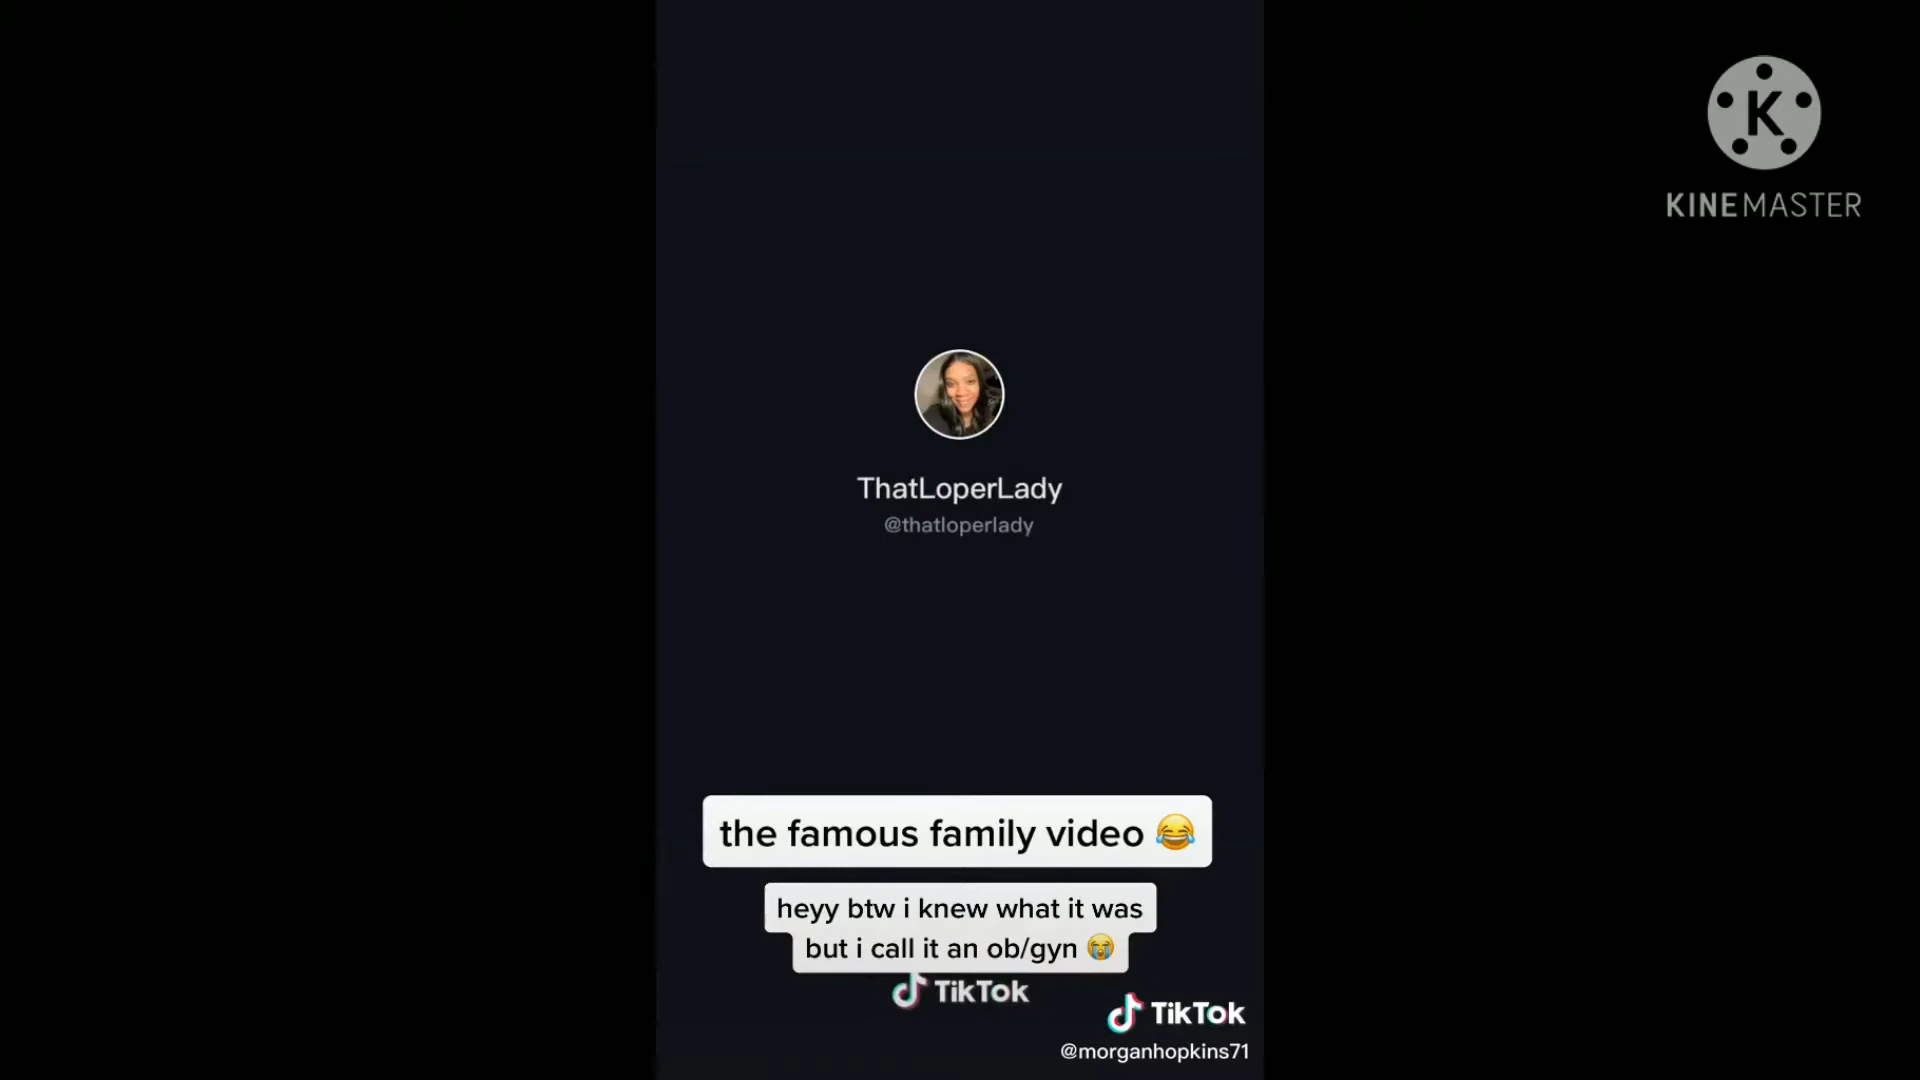 K
KINEMASTER
ThatLoperLady
@thatloperlady
the famous family video 😂
heyy btw i knew what it was
but i call it an ob/gyn 😭
TikTok
TikTok
@morganhopkins71